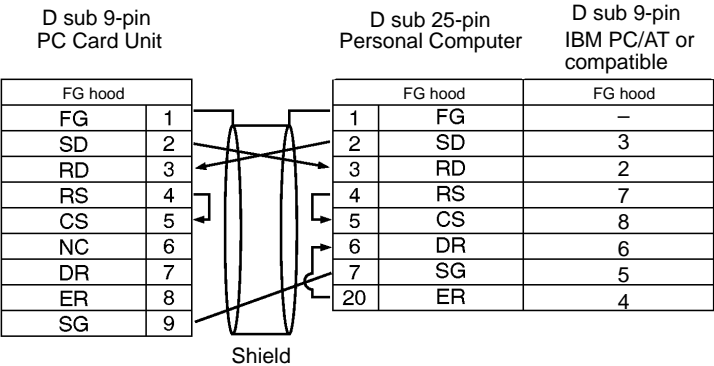 D sub 9-pin
PC Card Unit
D sub 25-pin
Personal Computer
D sub 9-pin
IBM PC/AT or
compatible
FG hood
FG 1
SD 2
RD 3
RS 4
CS 5
NC 6
DR 7
ER 8
SG 9
FG hood FG hood
1 FG –
2 SD 3
3 RD 2
4 RS 7
5 CS 8
6 DR 6
7 SG 5
20 ER 4
Shield